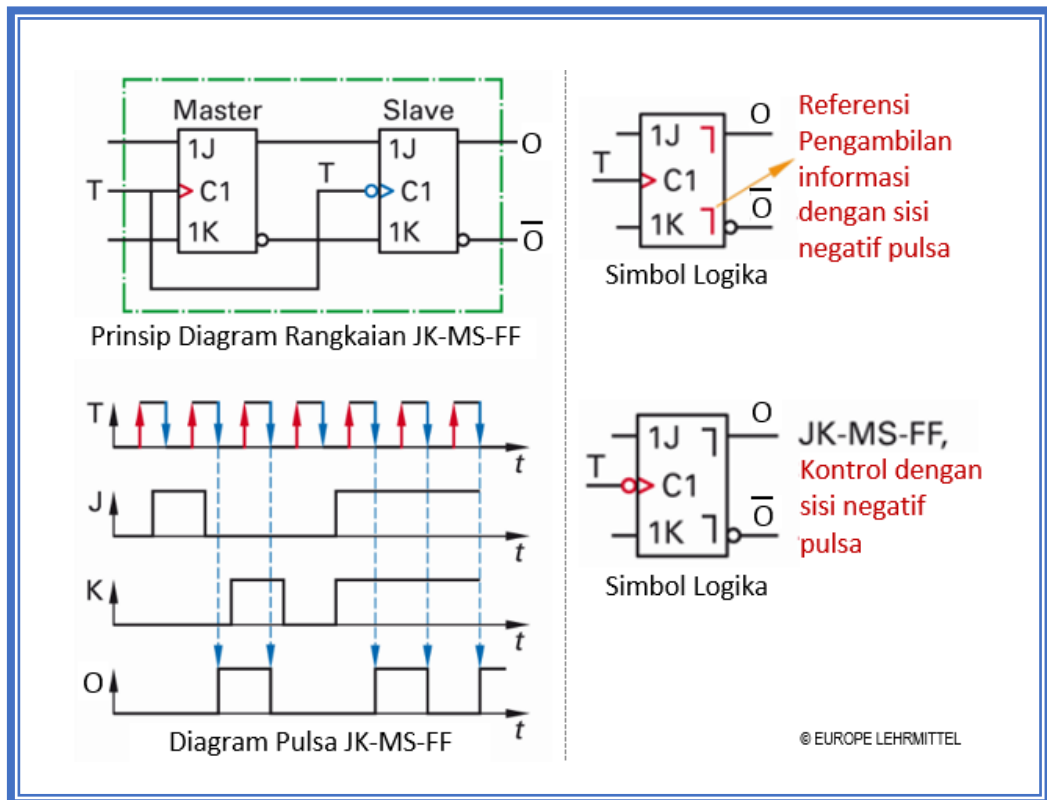 Master Slave
1J 1J O
T C1 T C1
1K 1K O
Prinsip Diagram Rangkaian JK-MS-FF
T
t
J
t
K
t
O
t
Diagram Pulsa JK-MS-FF
1J O
T C1
1K O
Simbol Logika
Referensi
Pengambilan
informasi
dengan sisi
negatif pulsa
1J O
T C1
1K O
Simbol Logika
JK-MS-FF,
Kontrol dengan
sisi negatif
pulsa
© EUROPE LEHRMITTEL